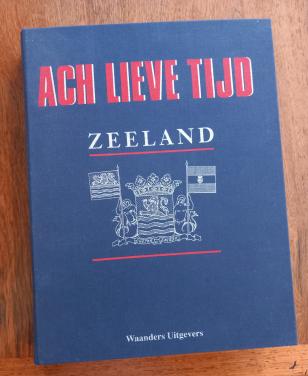 ACH LIEVE TIJD
ZEELAND
Waanders Uitgevers